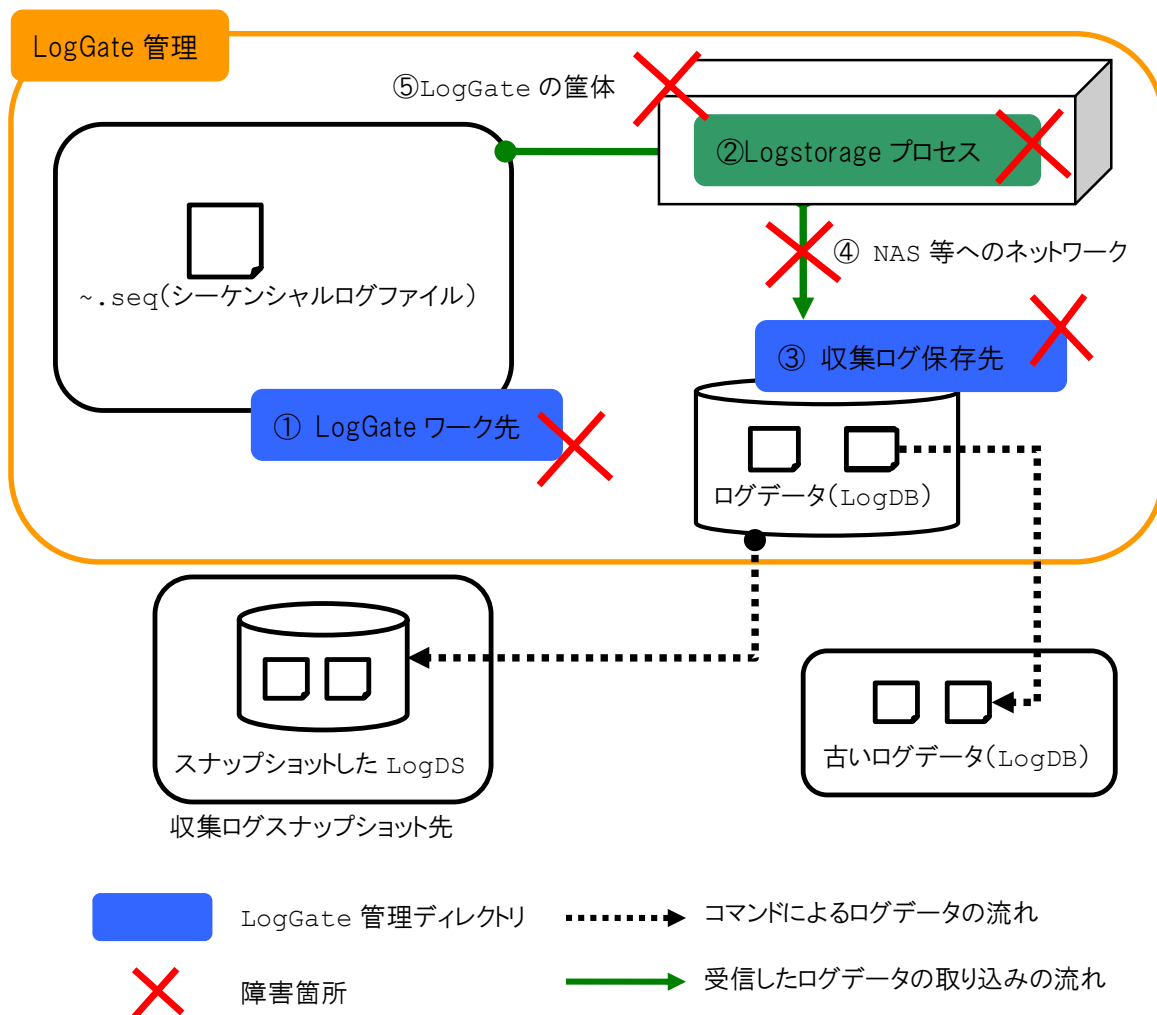 LogGate 管理
⑤LogGate の筐体
②Logstorage プロセス
④ NAS 等へのネットワーク
~.seq(シーケンシャルログファイル)
③ 収集ログ保存先
① LogGate ワーク先
ログデータ(LogDB)
スナップショットした LogDS
古いログデータ(LogDB)
収集ログスナップショット先
LogGate 管理ディレクトリ
コマンドによるログデータの流れ
障害箇所
受信したログデータの取り込みの流れ